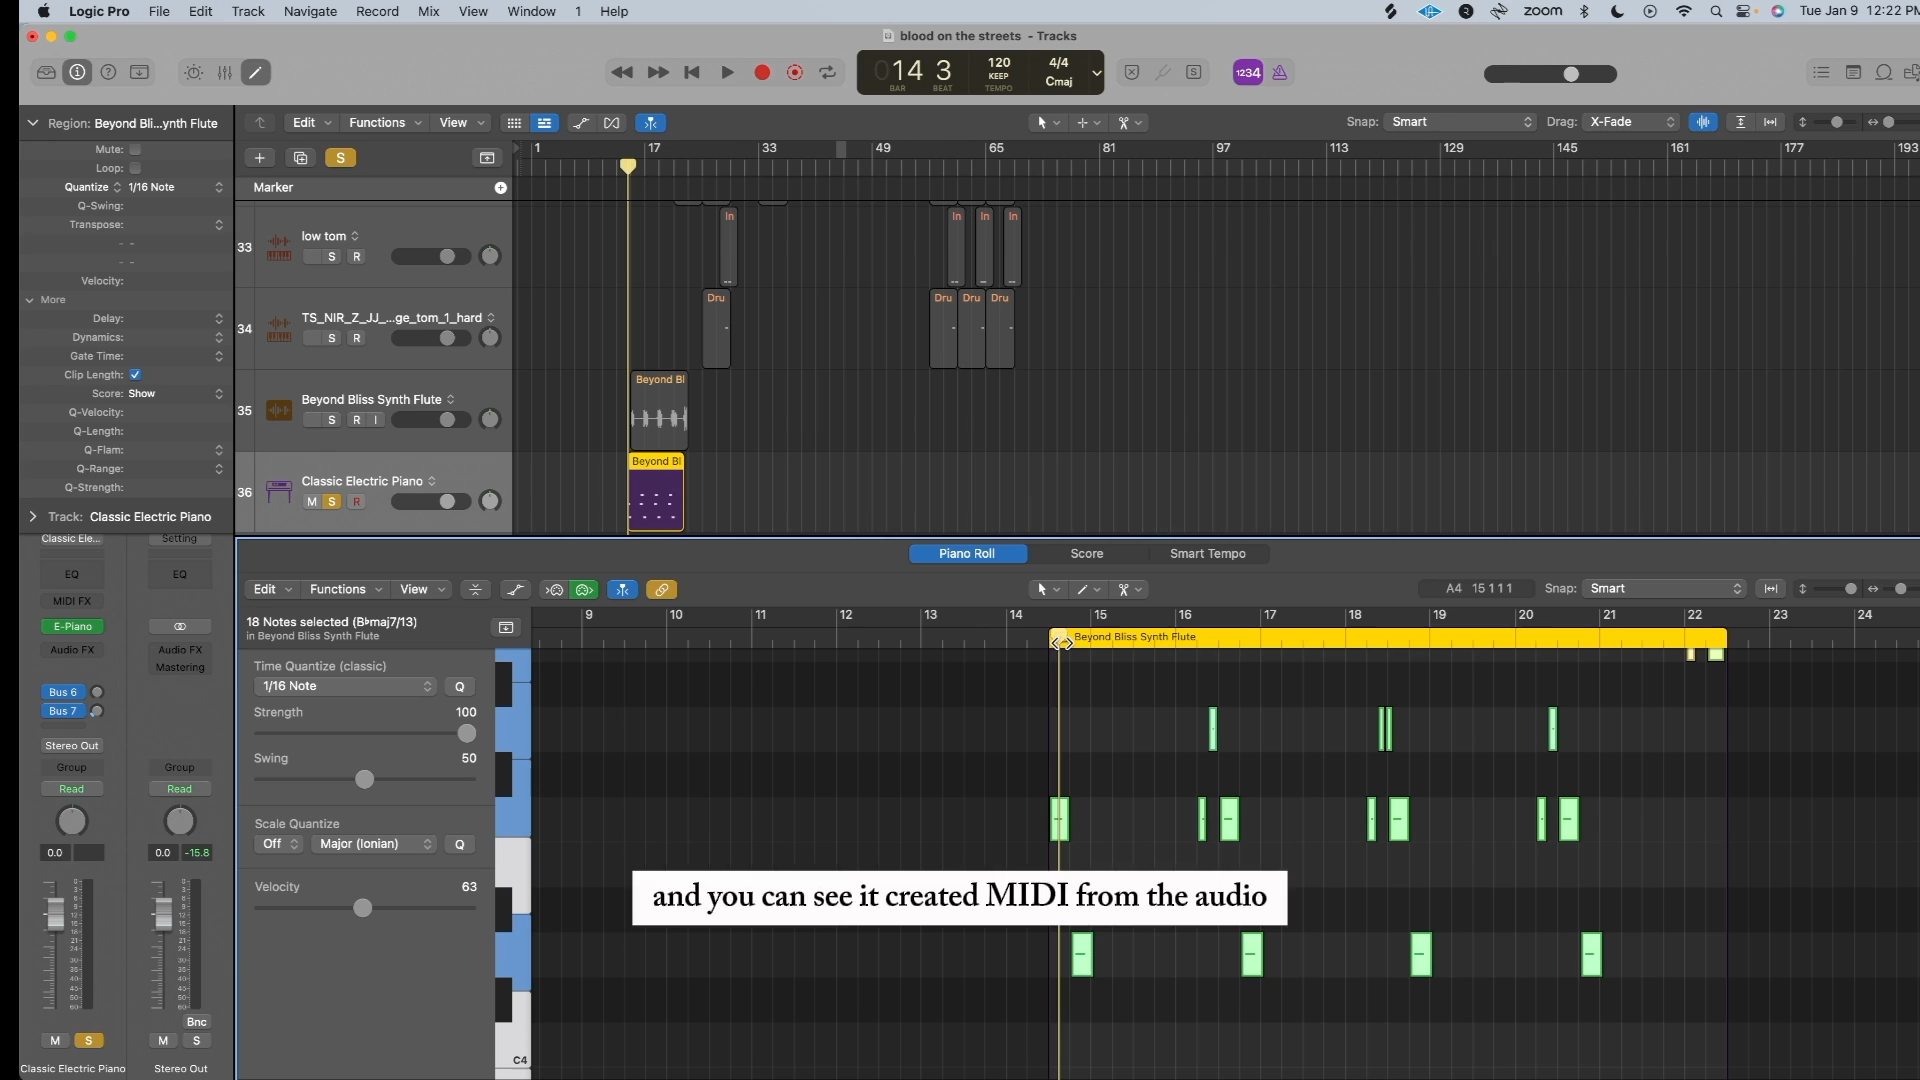 Logic Pro File Edit Track Navigate Record Mix View Window 1 Help
zoom Tue Jan 9 12:22 PM
blood on the streets - Tracks
14 3 120 4/4
KEEP Cmaj
BAR BEAT TEMPO
1234
S
Region: Beyond Bli...ynth Flute
Mute:
Loop:
Quantize 1/16 Note
Q-Swing:
Transpose:
- -
- -
Velocity:
More
Delay:
Dynamics:
Gate Time:
Clip Length:
Score: Show
Q-Velocity:
Q-Length:
Q-Flam:
Q-Range:
Q-Strength:
Track: Classic Electric Piano
Edit Functions View
Snap: Smart Drag: X-Fade
S
1 17 33 49 65 81 97 113 129 145 161 177 193
Marker
33 low tom
S R
In In In In
34 TS_NIR_Z_JJ_...ge_tom_1_hard
S R
Dru Dru Dru Dru
35 Beyond Bliss Synth Flute
S R I
Beyond Bl
36 Classic Electric Piano
M S R
Beyond Bl
Piano Roll Score Smart Tempo
Edit Functions View
A4 15 1 1 1 Snap: Smart
9 10 11 12 13 14 15 16 17 18 19 20 21 22 23 24
18 Notes selected (B♭maj7/13)
in Beyond Bliss Synth Flute
Beyond Bliss Synth Flute
Time Quantize (classic)
1/16 Note Q
Strength 100
Swing 50
Scale Quantize
Off Major (Ionian) Q
Velocity 63
C4
and you can see it created MIDI from the audio
Classic Ele... Setting
EQ EQ
MIDI FX
E-Piano
Audio FX Audio FX
Mastering
Bus 6
Bus 7
Stereo Out
Group Group
Read Read
0.0 0.0 -15.8
Bnc
M S M S
Classic Electric Piano Stereo Out